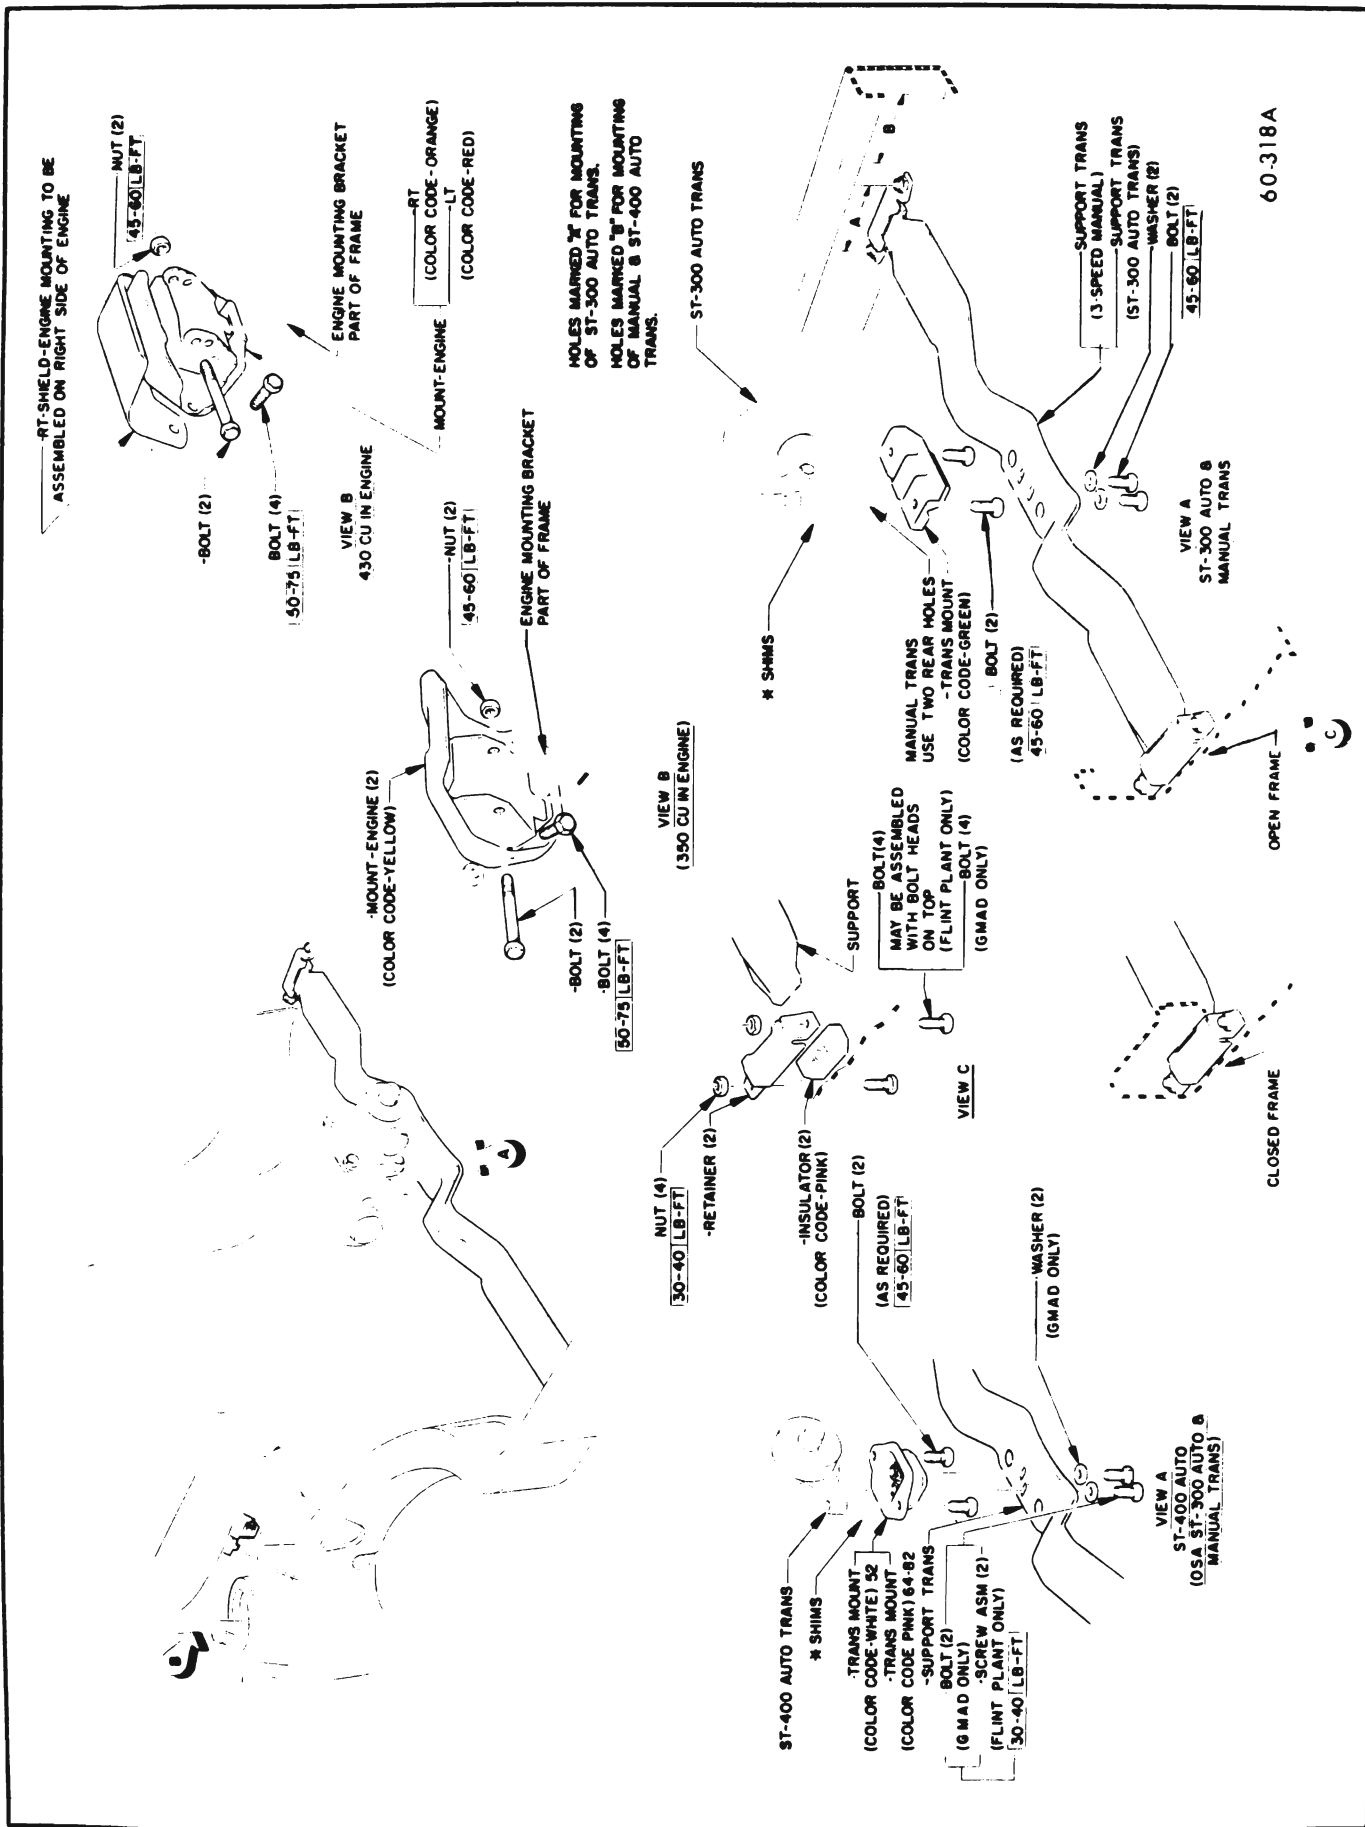 RT-SHIELD-ENGINE MOUNTING TO BE
ASSEMBLED ON RIGHT SIDE OF ENGINE
NUT (2)
45-60 LB-FT
ENGINE MOUNTING BRACKET
PART OF FRAME
-BOLT (2)
BOLT (4)
50-75 LB-FT
VIEW B
430 CU IN ENGINE
MOUNT-ENGINE
-RT
(COLOR CODE-ORANGE)
-LT
(COLOR CODE-RED)
-MOUNT-ENGINE (2)
(COLOR CODE-YELLOW)
-NUT (2)
45-60 LB-FT
ENGINE MOUNTING BRACKET
PART OF FRAME
-BOLT (2)
-BOLT (4)
50-75 LB-FT
VIEW B
(350 CU IN ENGINE)
HOLES MARKED "A" FOR MOUNTING
OF ST-300 AUTO TRANS.
HOLES MARKED "B" FOR MOUNTING
OF MANUAL & ST-400 AUTO
TRANS.
B
A
NUT (4)
30-40 LB-FT
-RETAINER (2)
-INSULATOR (2)
(COLOR CODE-PINK)
SUPPORT
BOLT(4)
MAY BE ASSEMBLED
WITH BOLT HEADS
ON TOP
(FLINT PLANT ONLY)
BOLT (4)
(GMAD ONLY)
VIEW C
ST-300 AUTO TRANS
* SHIMS
MANUAL TRANS
USE TWO REAR HOLES
-TRANS MOUNT
(COLOR CODE-GREEN)
BOLT (2)
(AS REQUIRED)
45-60 LB-FT
A
B
SUPPORT TRANS
(3-SPEED MANUAL)
SUPPORT TRANS
(ST-300 AUTO TRANS)
WASHER (2)
BOLT (2)
45-60 LB-FT
VIEW A
ST-300 AUTO &
MANUAL TRANS
ST-400 AUTO TRANS
* SHIMS
-TRANS MOUNT
(COLOR CODE-WHITE) 52
-TRANS MOUNT
(COLOR CODE PINK) 64-82
-SUPPORT TRANS
BOLT (2)
(GMAD ONLY)
-SCREW ASM (2)
(FLINT PLANT ONLY)
30-40 LB-FT
BOLT (2)
(AS REQUIRED)
45-60 LB-FT
WASHER (2)
(GMAD ONLY)
VIEW A
ST-400 AUTO
(OSA ST-300 AUTO &
MANUAL TRANS)
CLOSED FRAME
OPEN FRAME
C
60-318A